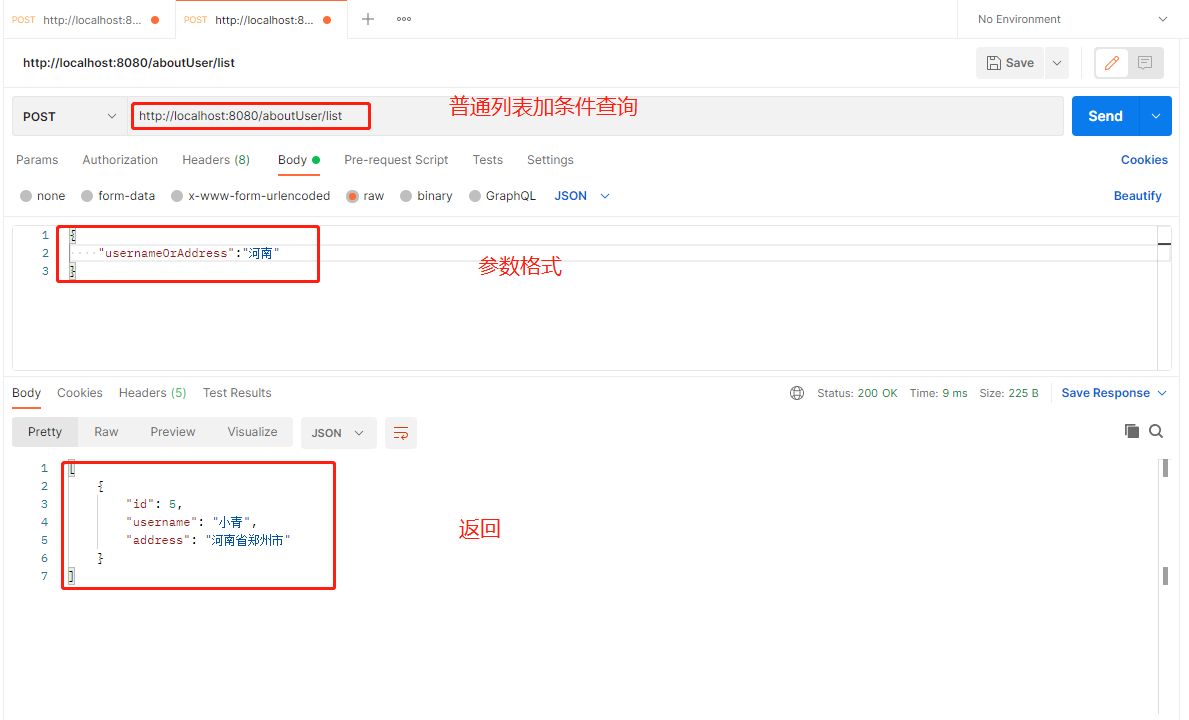 POST http://localhost:8... POST http://localhost:8... No Environment
http://localhost:8080/aboutUser/list Save
POST http://localhost:8080/aboutUser/list 普通列表加条件查询 Send
Params Authorization Headers (8) Body Pre-request Script Tests Settings Cookies
none form-data x-www-form-urlencoded raw binary GraphQL JSON Beautify
1 {
2 ····"usernameOrAddress":"河南"
3 }
参数格式
Body Cookies Headers (5) Test Results Status: 200 OK Time: 9 ms Size: 225 B Save Response
Pretty Raw Preview Visualize JSON
1 [
2 {
3 "id": 5,
4 "username": "小青",
5 "address": "河南省郑州市"
6 }
7 ]
返回